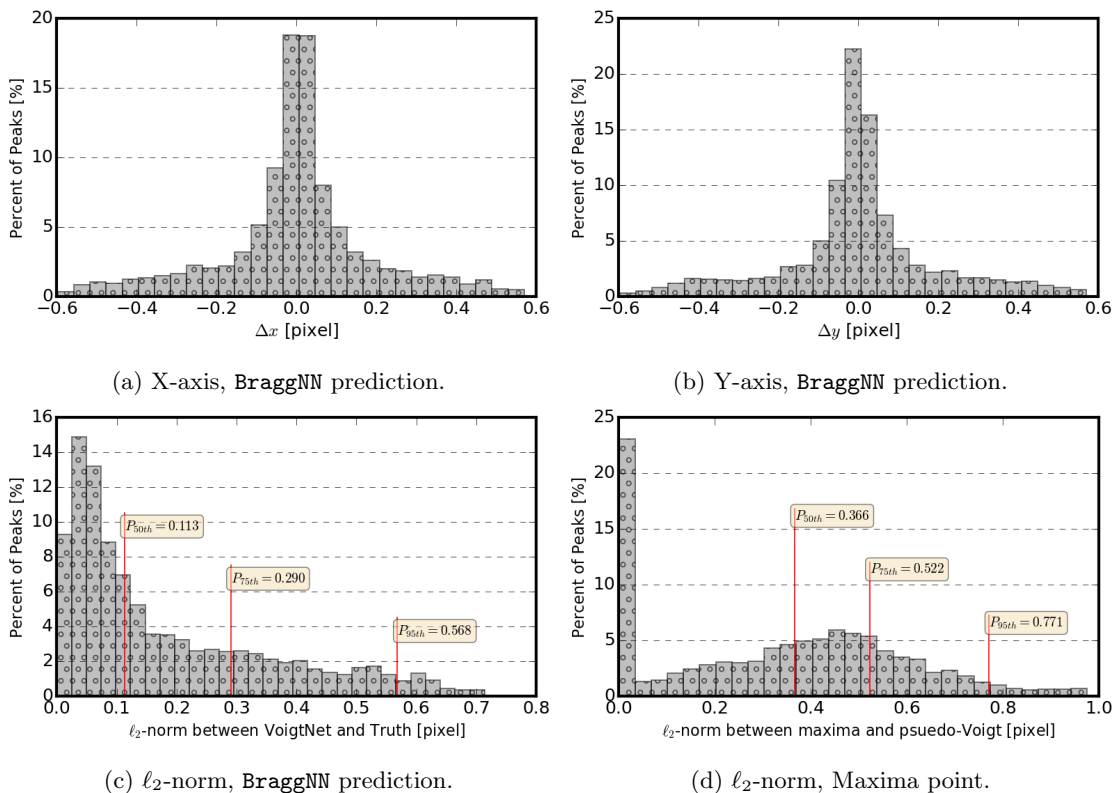 20
15
10
5
0
−0.6 −0.4 −0.2 0.0 0.2 0.4 0.6
Percent of Peaks [%]
Δx [pixel]
(a) X-axis, BraggNN prediction.
25
20
15
10
5
0
−0.6 −0.4 −0.2 0.0 0.2 0.4 0.6
Percent of Peaks [%]
Δy [pixel]
(b) Y-axis, BraggNN prediction.
16
14
12
10
8
6
4
2
0
0.0 0.1 0.2 0.3 0.4 0.5 0.6 0.7 0.8
Percent of Peaks [%]
P50th = 0.113
P75th = 0.290
P95th = 0.568
ℓ2-norm between VoigtNet and Truth [pixel]
(c) ℓ2-norm, BraggNN prediction.
25
20
15
10
5
0
0.0 0.2 0.4 0.6 0.8 1.0
Percent of Peaks [%]
P50th = 0.366
P75th = 0.522
P95th = 0.771
ℓ2-norm between maxima and psuedo-Voigt [pixel]
(d) ℓ2-norm, Maxima point.